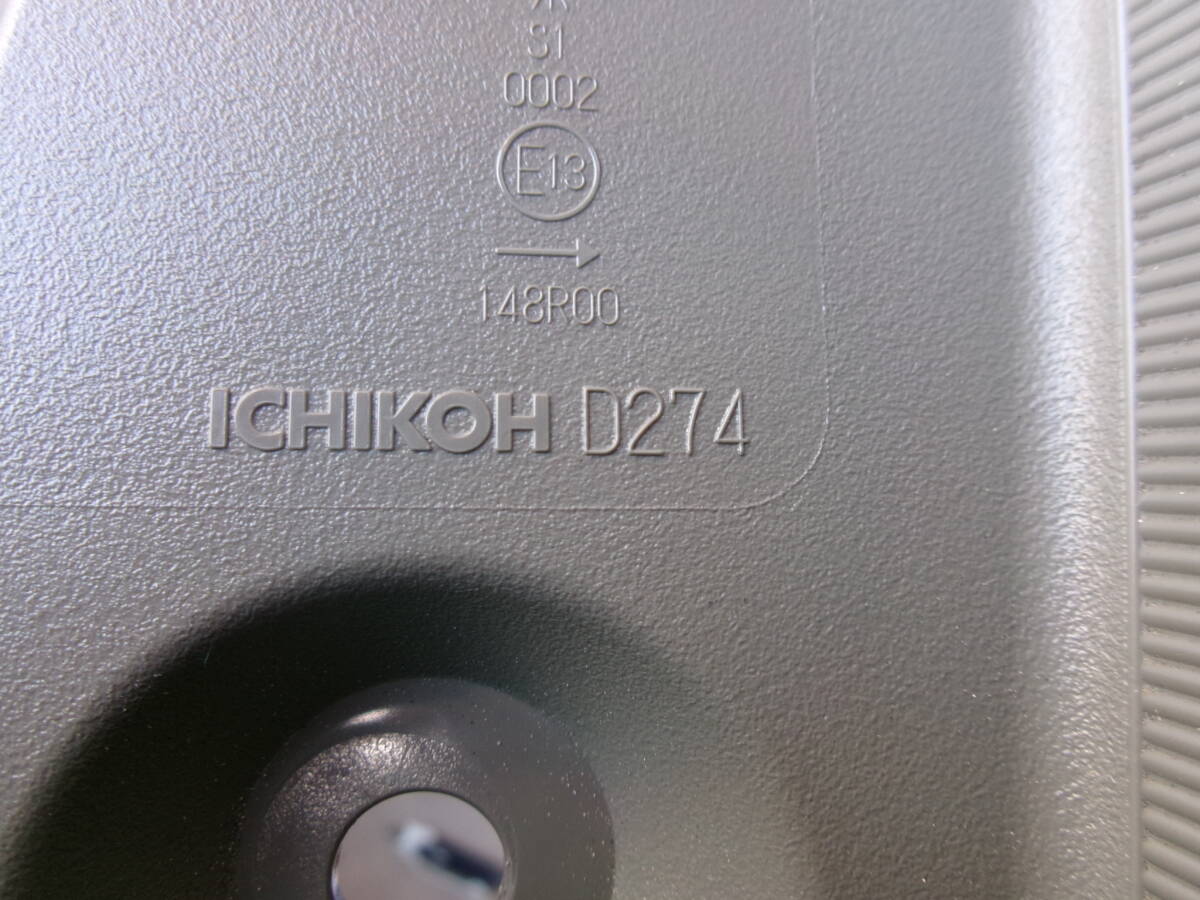 S1
0002
E13
148R00
ICHIKOH D274